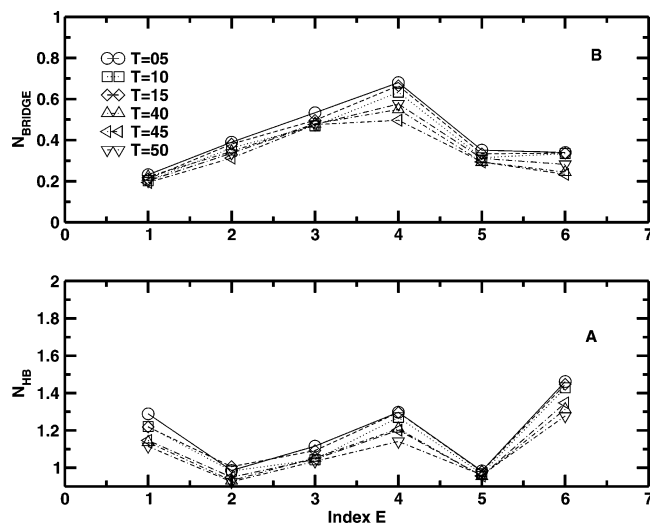 1
B
T=05
T=10
T=15
T=40
T=45
T=50
0.8
0.6
0.4
0.2
0
N_BRIDGE
0 1 2 3 4 5 6 7
2
1.8
1.6
1.4
1.2
1
A
N_HB
0 1 2 3 4 5 6 7
Index E